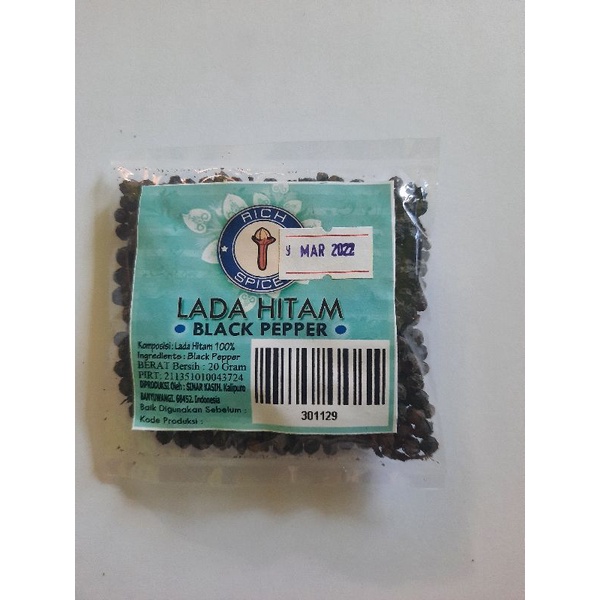 RICH
SPICE
9 MAR 2022
LADA HITAM
• BLACK PEPPER •
Komposisi : Lada Hitam 100%
Ingredients : Black Pepper
BERAT Bersih : 20 Gram
PIRT: 211351010043724
DIPRODUKSI Oleh : SINAR KASIH, Kalipuro
BANYUWANGI, 68452. Indonesia
Baik Digunakan Sebelum :
Kode Produksi :
301129